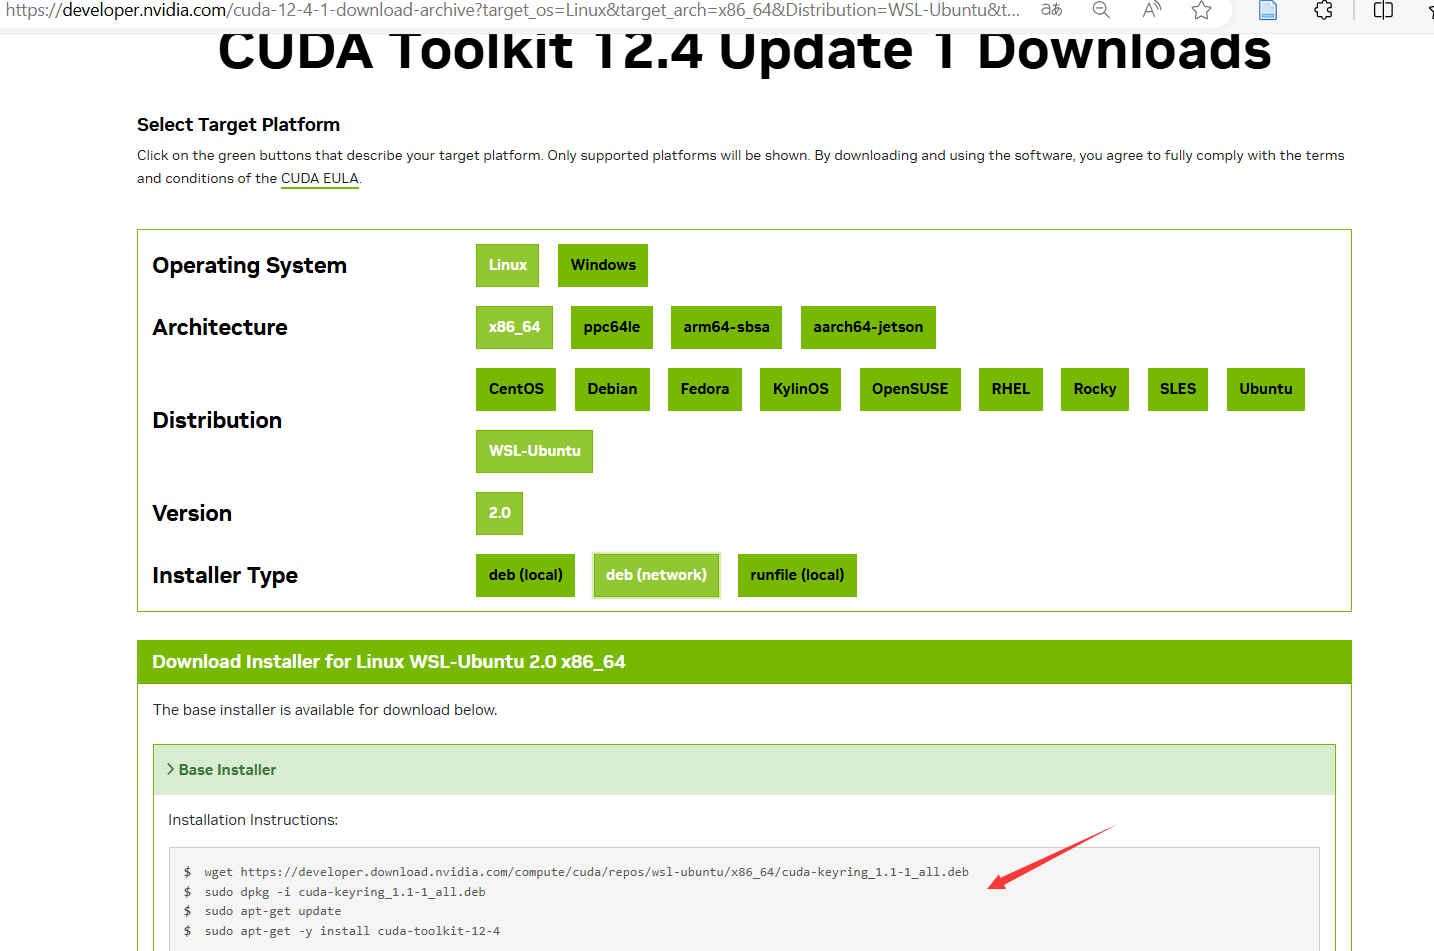 https://developer.nvidia.com/cuda-12-4-1-download-archive?target_os=Linux&target_arch=x86_64&Distribution=WSL-Ubuntu&t...
CUDA Toolkit 12.4 Update 1 Downloads
Select Target Platform
Click on the green buttons that describe your target platform. Only supported platforms will be shown. By downloading and using the software, you agree to fully comply with the terms
and conditions of the CUDA EULA.
Operating System
Linux
Windows
Architecture
x86_64
ppc64le
arm64-sbsa
aarch64-jetson
Distribution
CentOS
Debian
Fedora
KylinOS
OpenSUSE
RHEL
Rocky
SLES
Ubuntu
WSL-Ubuntu
Version
2.0
Installer Type
deb (local)
deb (network)
runfile (local)
Download Installer for Linux WSL-Ubuntu 2.0 x86_64
The base installer is available for download below.
> Base Installer
Installation Instructions:
$ wget https://developer.download.nvidia.com/compute/cuda/repos/wsl-ubuntu/x86_64/cuda-keyring_1.1-1_all.deb
$ sudo dpkg -i cuda-keyring_1.1-1_all.deb
$ sudo apt-get update
$ sudo apt-get -y install cuda-toolkit-12-4